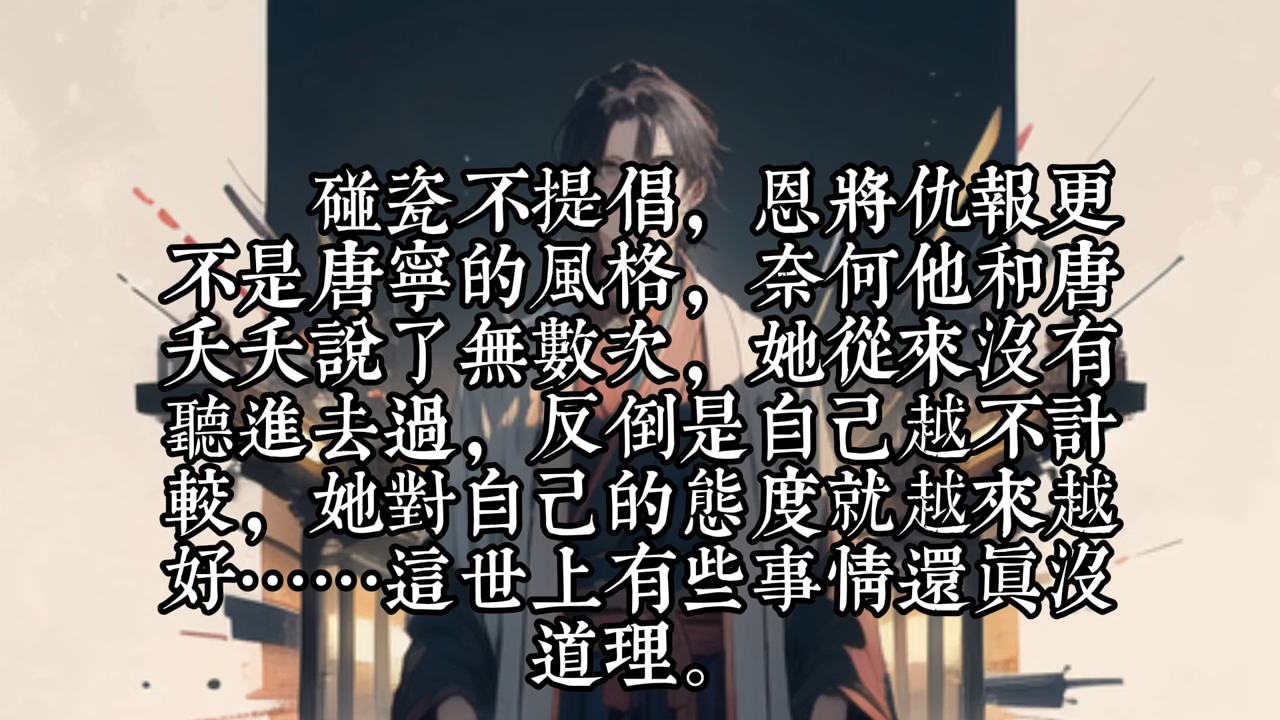 碰瓷不提倡，恩將仇報更
不是唐寧的風格，奈何他和唐
夭夭說了無數次，她從來沒有
聽進去過，反倒是自己越不計
較，她對自己的態度就越來越
好……這世上有些事情還眞沒
道理。